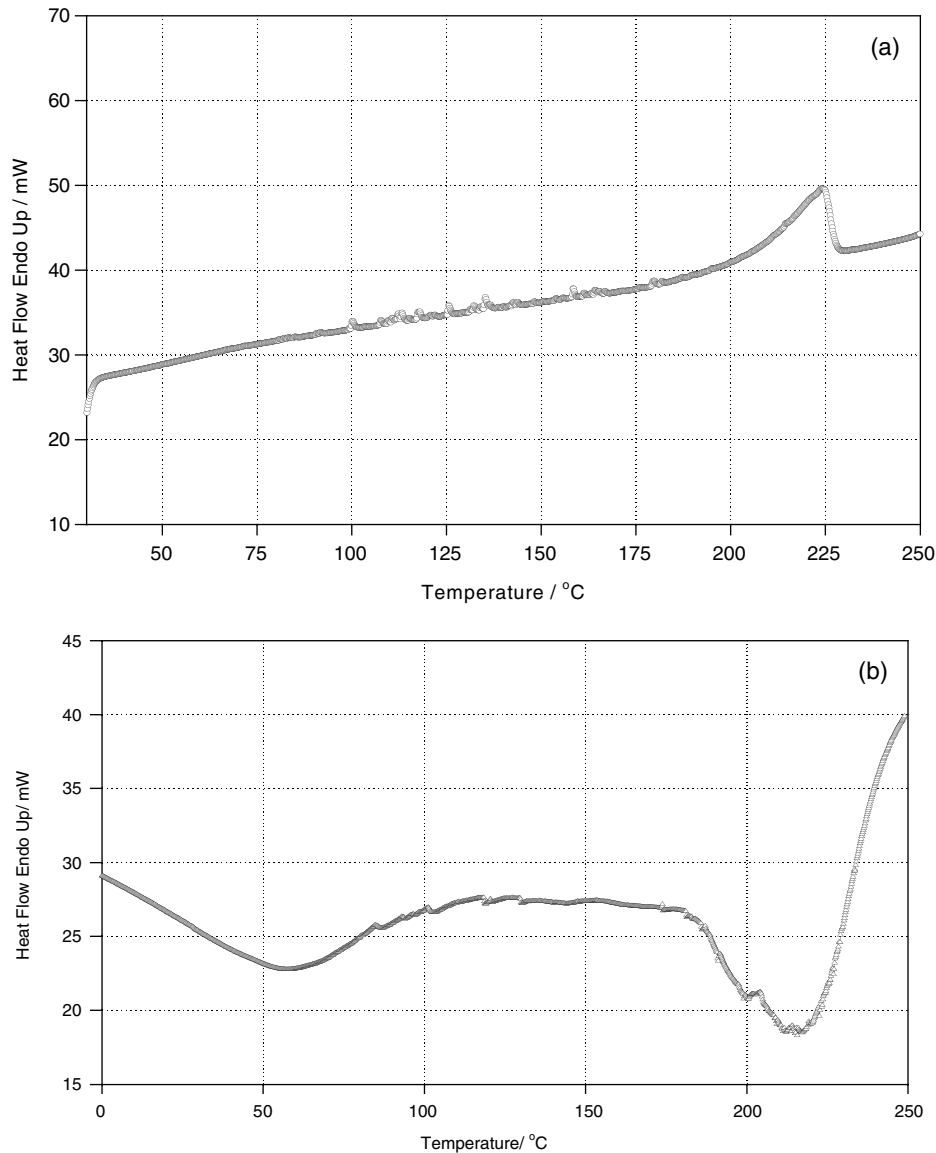 70
(a)
60
50
40
30
20
10
Heat Flow Endo Up / mW
50 75 100 125 150 175 200 225 250
Temperature / °C
45
(b)
40
35
30
25
20
15
Heat Flow Endo Up/ mW
0 50 100 150 200 250
Temperature/ °C